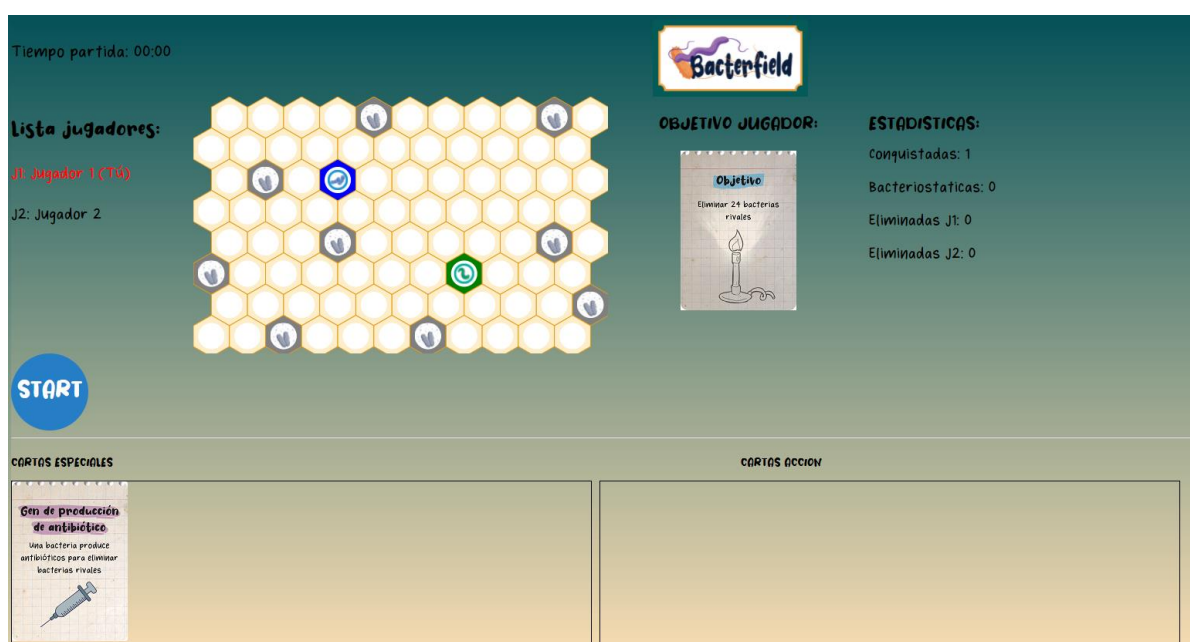 Tiempo partida: 00:00
Bacterfield
Lista jugadores:
J1: Jugador 1 (TÚ)
J2: Jugador 2
OBJETIVO JUGADOR:
Objetivo
Eliminar 24 bacterias
rivales
ESTADISTICAS:
Conquistadas: 1
Bacteriostaticas: 0
Eliminadas J1: 0
Eliminadas J2: 0
START
CARTAS ESPECIALES
Gen de producción
de antibiótico
Una bacteria produce
antibióticos para eliminar
bacterias rivales
CARTAS ACCION